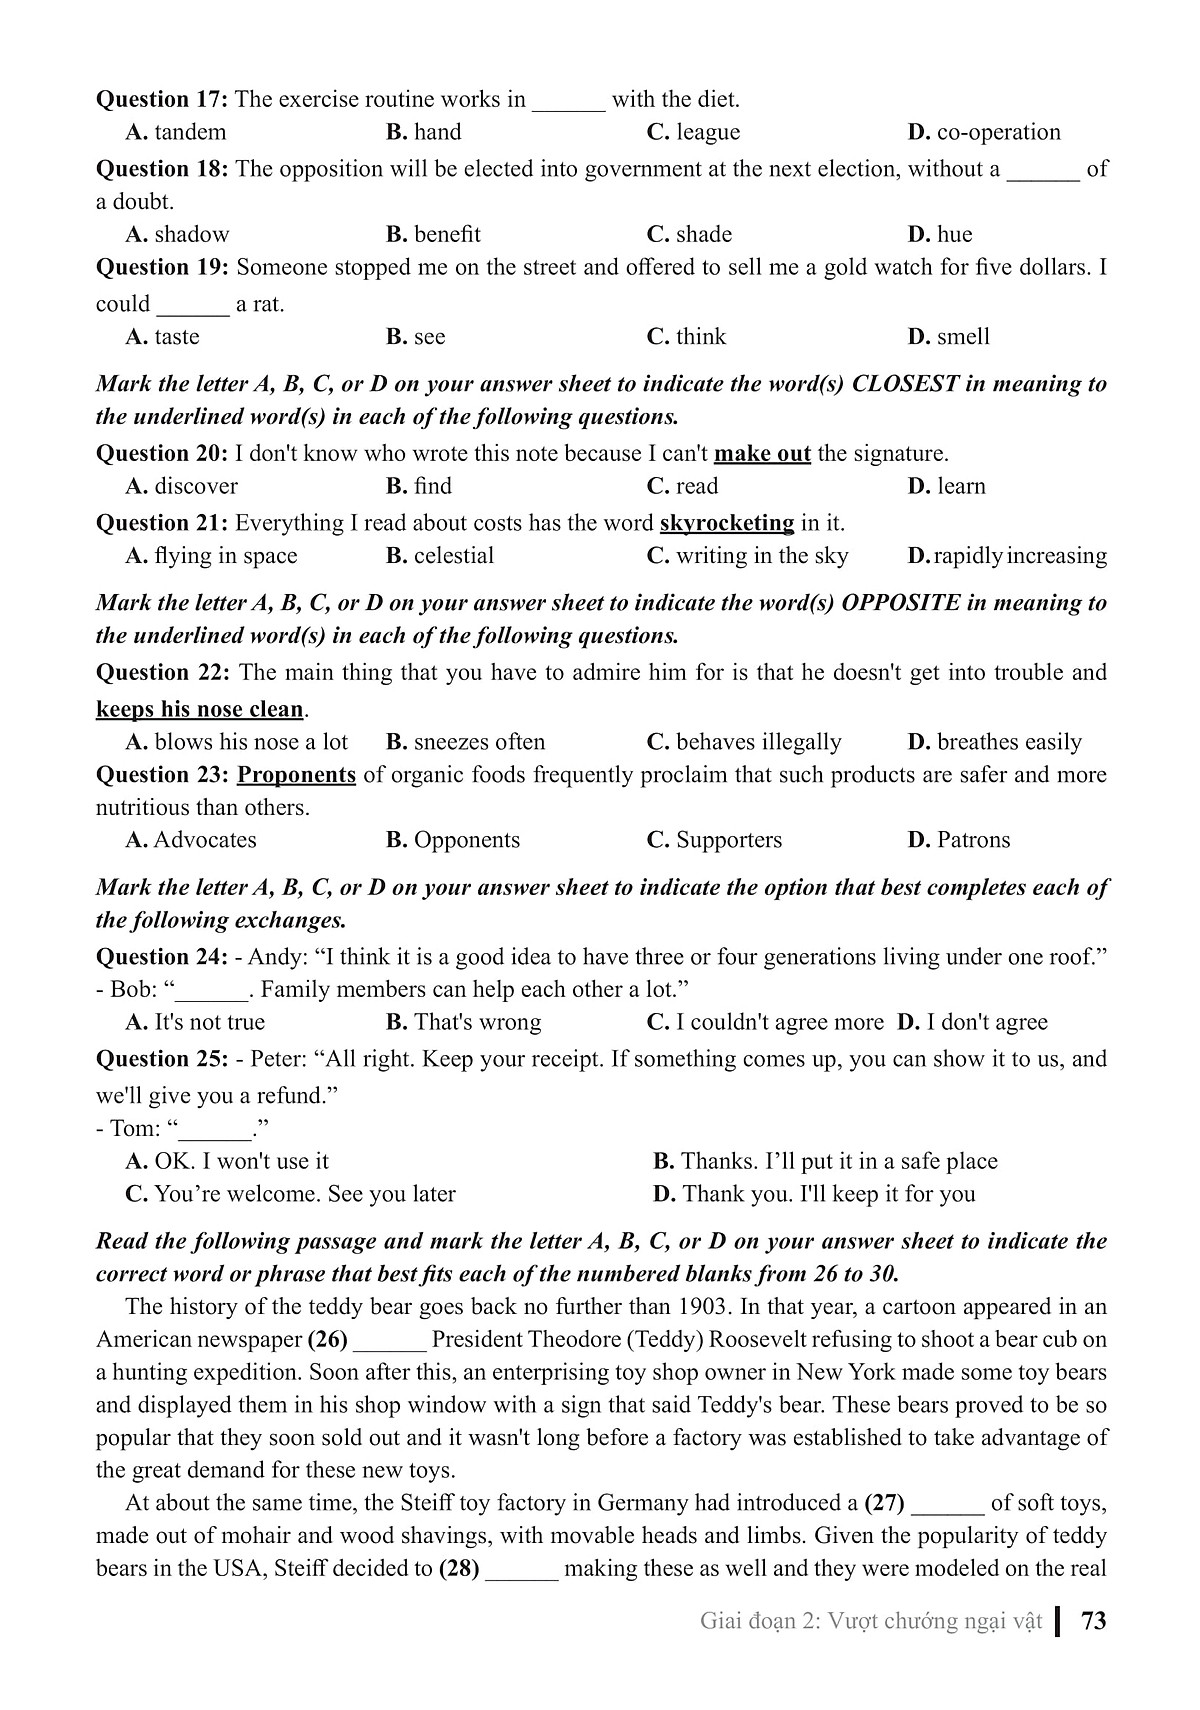 Question 17: The exercise routine works in ______ with the diet.
A. tandem B. hand C. league D. co-operation
Question 18: The opposition will be elected into government at the next election, without a ______ of
a doubt.
A. shadow B. benefit C. shade D. hue
Question 19: Someone stopped me on the street and offered to sell me a gold watch for five dollars. I
could ______ a rat.
A. taste B. see C. think D. smell
Mark the letter A, B, C, or D on your answer sheet to indicate the word(s) CLOSEST in meaning to
the underlined word(s) in each of the following questions.
Question 20: I don't know who wrote this note because I can't make out the signature.
A. discover B. find C. read D. learn
Question 21: Everything I read about costs has the word skyrocketing in it.
A. flying in space B. celestial C. writing in the sky D. rapidly increasing
Mark the letter A, B, C, or D on your answer sheet to indicate the word(s) OPPOSITE in meaning to
the underlined word(s) in each of the following questions.
Question 22: The main thing that you have to admire him for is that he doesn't get into trouble and
keeps his nose clean.
A. blows his nose a lot B. sneezes often C. behaves illegally D. breathes easily
Question 23: Proponents of organic foods frequently proclaim that such products are safer and more
nutritious than others.
A. Advocates B. Opponents C. Supporters D. Patrons
Mark the letter A, B, C, or D on your answer sheet to indicate the option that best completes each of
the following exchanges.
Question 24: - Andy: “I think it is a good idea to have three or four generations living under one roof.”
- Bob: “______. Family members can help each other a lot.”
A. It's not true B. That's wrong C. I couldn't agree more D. I don't agree
Question 25: - Peter: “All right. Keep your receipt. If something comes up, you can show it to us, and
we'll give you a refund.”
- Tom: “______.”
A. OK. I won't use it B. Thanks. I’ll put it in a safe place
C. You’re welcome. See you later D. Thank you. I'll keep it for you
Read the following passage and mark the letter A, B, C, or D on your answer sheet to indicate the
correct word or phrase that best fits each of the numbered blanks from 26 to 30.
The history of the teddy bear goes back no further than 1903. In that year, a cartoon appeared in an
American newspaper (26) ______ President Theodore (Teddy) Roosevelt refusing to shoot a bear cub on
a hunting expedition. Soon after this, an enterprising toy shop owner in New York made some toy bears
and displayed them in his shop window with a sign that said Teddy's bear. These bears proved to be so
popular that they soon sold out and it wasn't long before a factory was established to take advantage of
the great demand for these new toys.
At about the same time, the Steiff toy factory in Germany had introduced a (27) ______ of soft toys,
made out of mohair and wood shavings, with movable heads and limbs. Given the popularity of teddy
bears in the USA, Steiff decided to (28) ______ making these as well and they were modeled on the real
Giai đoạn 2: Vượt chướng ngại vật 73